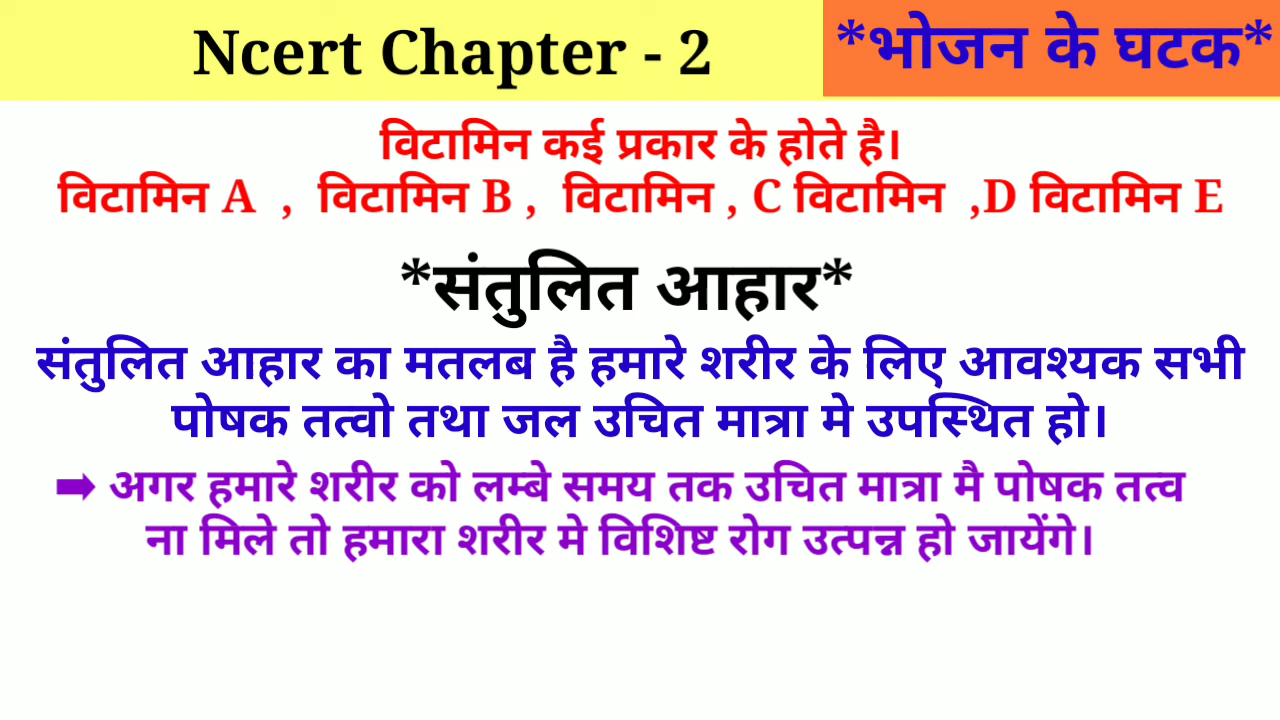 Ncert Chapter - 2
*भोजन के घटक*
विटामिन कई प्रकार के होते है।
विटामिन A , विटामिन B , विटामिन , C विटामिन ,D विटामिन E
*संतुलित आहार*
संतुलित आहार का मतलब है हमारे शरीर के लिए आवश्यक सभी
पोषक तत्वो तथा जल उचित मात्रा मे उपस्थित हो।
➡ अगर हमारे शरीर को लम्बे समय तक उचित मात्रा मै पोषक तत्व
ना मिले तो हमारा शरीर मे विशिष्ट रोग उत्पन्न हो जायेंगे।